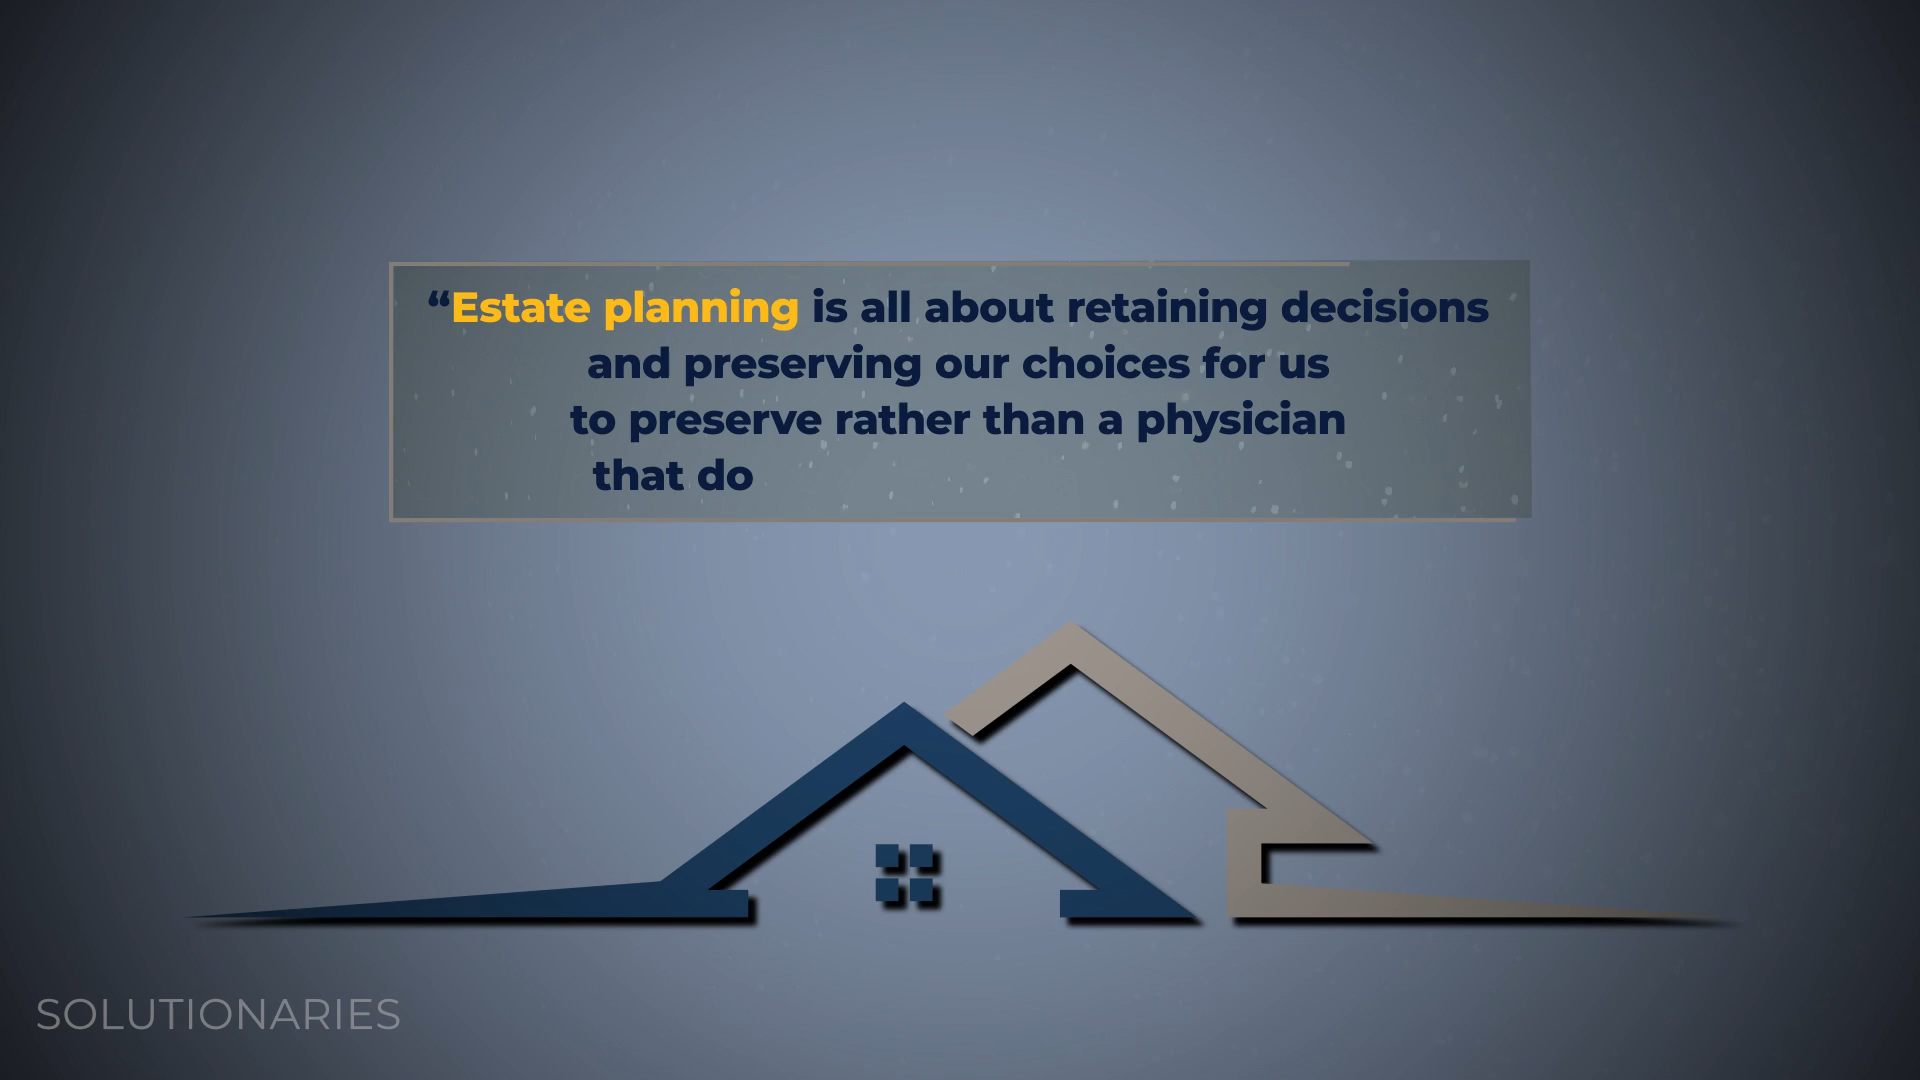 “Estate planning is all about retaining decisions
and preserving our choices for us
to preserve rather than a physician
that do
SOLUTIONARIES